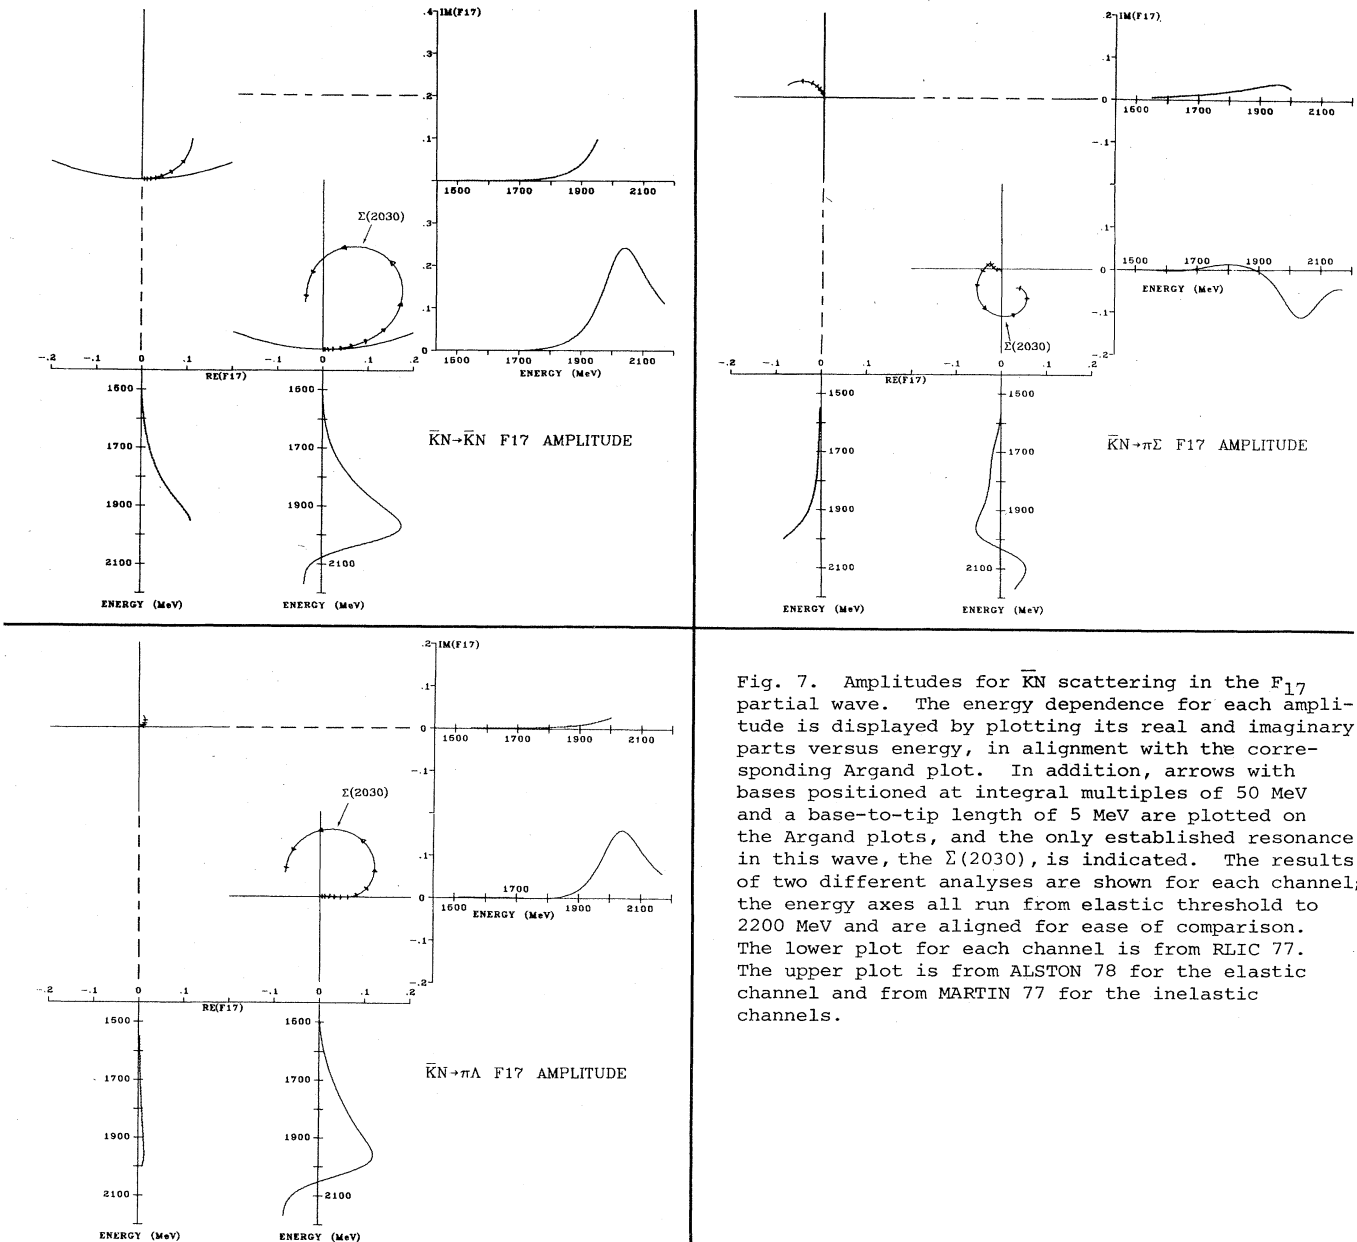 .4 IM(F17)
.3
.2
.1
0
1500 1700 1900 2100
Σ(2030)
.3
.2
.1
0
1500 1700 1900 2100
ENERGY (MeV)
-.2 -.1 0 .1 -.1 0 .1 .2
RE(F17)
1500
1700
1900
2100
ENERGY (MeV)
1500
1700
1900
2100
ENERGY (MeV)
K̅N→K̅N F17 AMPLITUDE
.2 IM(F17)
.1
0
-.1
1500 1700 1900 2100
.1
0
-.1
-.2
1500 1700 1900 2100
ENERGY (MeV)
Σ(2030)
-.2 -.1 0 .1 -.1 0 .1 .2
RE(F17)
1500
1700
1900
2100
ENERGY (MeV)
1500
1700
1900
2100
ENERGY (MeV)
K̅N→πΣ F17 AMPLITUDE
.2 IM(F17)
.1
0
-.1
1500 1700 1900 2100
Σ(2030)
.1
0
-.1
-.2
1500 1700 1900 2100
ENERGY (MeV)
-.2 -.1 0 .1 -.1 0 .1 .2
RE(F17)
1500
1700
1900
2100
ENERGY (MeV)
1500
1700
1900
2100
ENERGY (MeV)
K̅N→πΛ F17 AMPLITUDE
Fig. 7. Amplitudes for K̅N scattering in the F₁₇
partial wave. The energy dependence for each ampli-
tude is displayed by plotting its real and imaginary
parts versus energy, in alignment with the corre-
sponding Argand plot. In addition, arrows with
bases positioned at integral multiples of 50 MeV
and a base-to-tip length of 5 MeV are plotted on
the Argand plots, and the only established resonance
in this wave, the Σ(2030), is indicated. The results
of two different analyses are shown for each channel;
the energy axes all run from elastic threshold to
2200 MeV and are aligned for ease of comparison.
The lower plot for each channel is from RLIC 77.
The upper plot is from ALSTON 78 for the elastic
channel and from MARTIN 77 for the inelastic
channels.